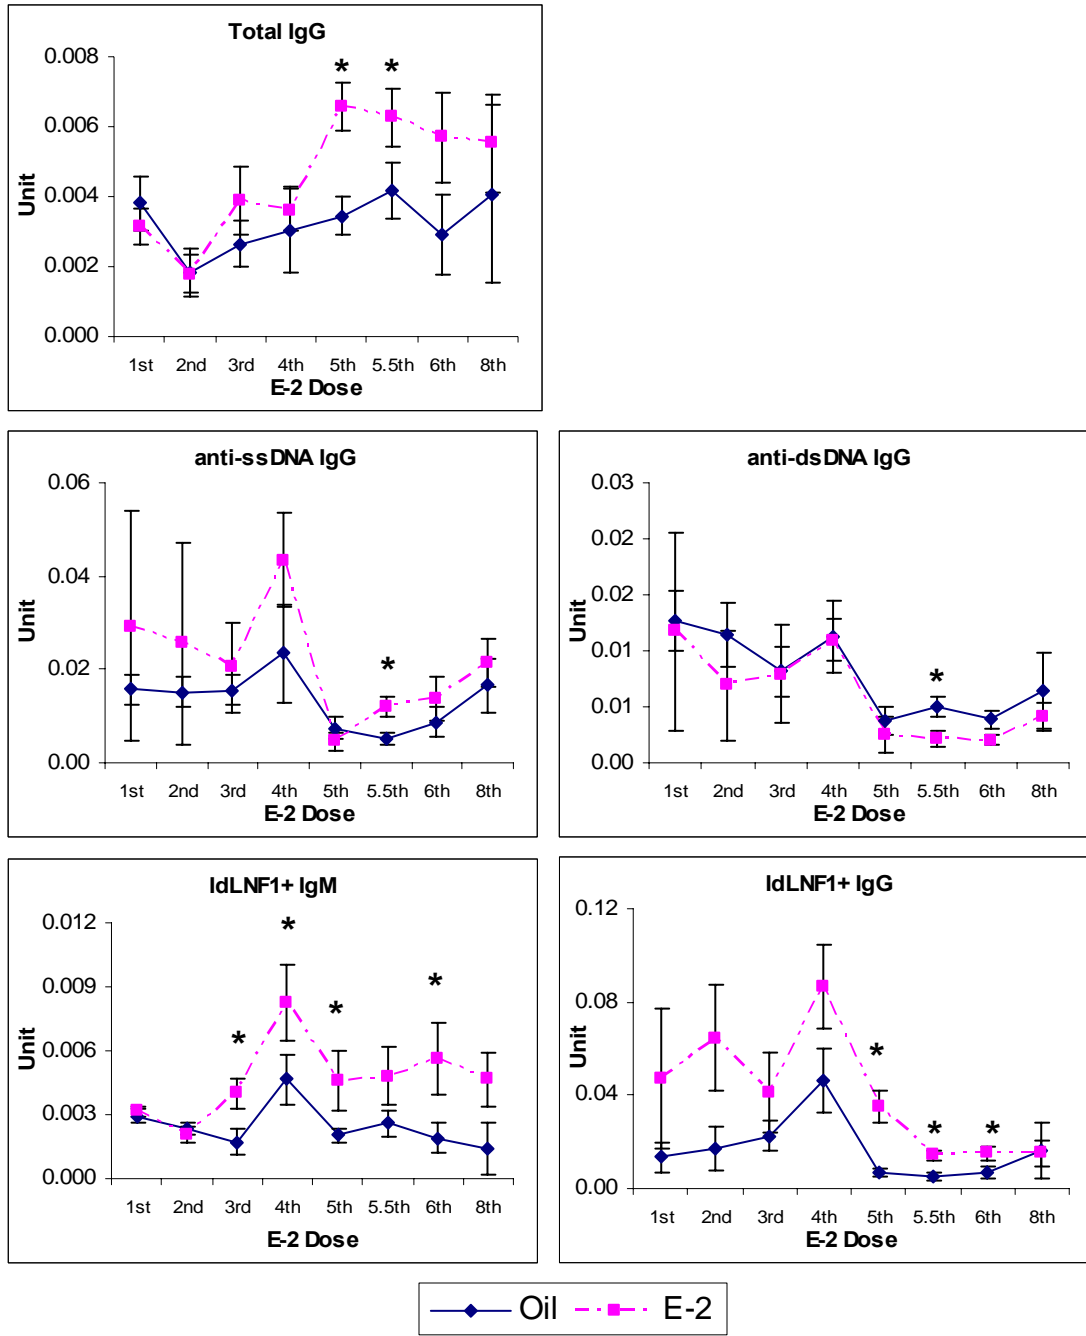 Total IgG
0.008
0.006
0.004
0.002
0.000
Unit
* *
1st 2nd 3rd 4th 5th 5.5th 6th 8th
E-2 Dose
anti-ssDNA IgG
0.06
0.04
0.02
0.00
Unit
*
1st 2nd 3rd 4th 5th 5.5th 6th 8th
E-2 Dose
anti-dsDNA IgG
0.03
0.02
0.02
0.01
0.01
0.00
Unit
*
1st 2nd 3rd 4th 5th 5.5th 6th 8th
E-2 Dose
IdLNF1+ IgM
0.012
0.009
0.006
0.003
0.000
Unit
* * * *
1st 2nd 3rd 4th 5th 5.5th 6th 8th
E-2 Dose
IdLNF1+ IgG
0.12
0.08
0.04
0.00
Unit
* * *
1st 2nd 3rd 4th 5th 5.5th 6th 8th
E-2 Dose
Oil E-2